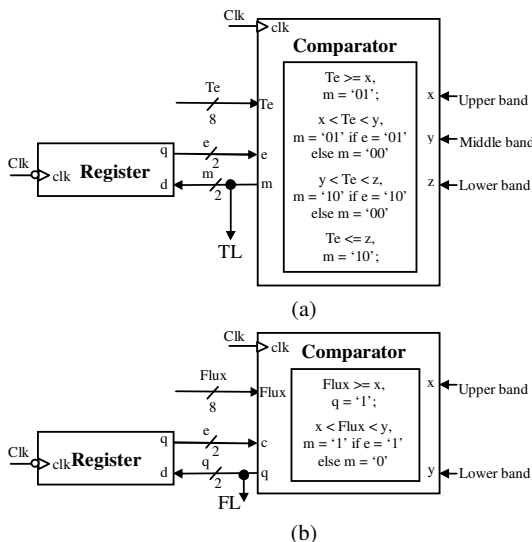 Clk
clk
Comparator
Te
8
Te
Te >= x,
m = ‘01’;
x < Te < y,
m = ‘01’ if e = ‘01’
else m = ‘00’
y < Te < z,
m = ‘10’ if e = ‘10’
else m = ‘00’
Te <= z,
m = ‘10’;
x
Upper band
y
Middle band
z
Lower band
Clk
clk
Register
q
d
e
2
e
m
2
m
TL
(a)
Clk
clk
Comparator
Flux
8
Flux
Flux >= x,
q = ‘1’;
x < Flux < y,
m = ‘1’ if e = ‘1’
else m = ‘0’
x
Upper band
y
Lower band
Clk
clk
Register
q
d
e
2
c
q
2
q
FL
(b)